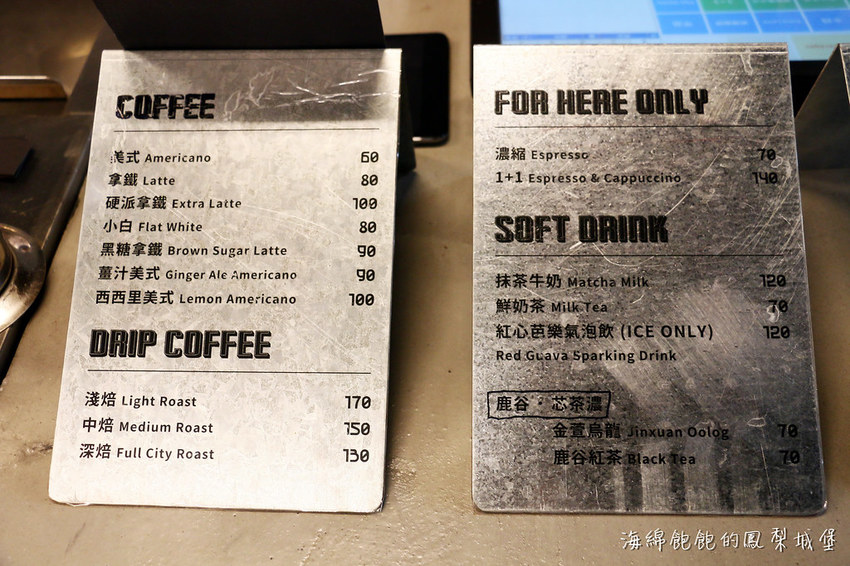 COFFEE
美式 Americano 60
拿鐵 Latte 80
硬派拿鐵 Extra Latte 100
小白 Flat White 80
黑糖拿鐵 Brown Sugar Latte 90
薑汁美式 Ginger Ale Americano 90
西西里美式 Lemon Americano 100
DRIP COFFEE
淺焙 Light Roast 170
中焙 Medium Roast 150
深焙 Full City Roast 130
FOR HERE ONLY
濃縮 Espresso 70
1+1 Espresso & Cappuccino 140
SOFT DRINK
抹茶牛奶 Matcha Milk 120
鮮奶茶 Milk Tea 70
紅心芭樂氣泡飲 (ICE ONLY) 120
Red Guava Sparking Drink
鹿谷・芯茶濃
金萱烏龍 Jinxuan Oolog 70
鹿谷紅茶 Black Tea 70
海綿飽飽的鳳梨城堡